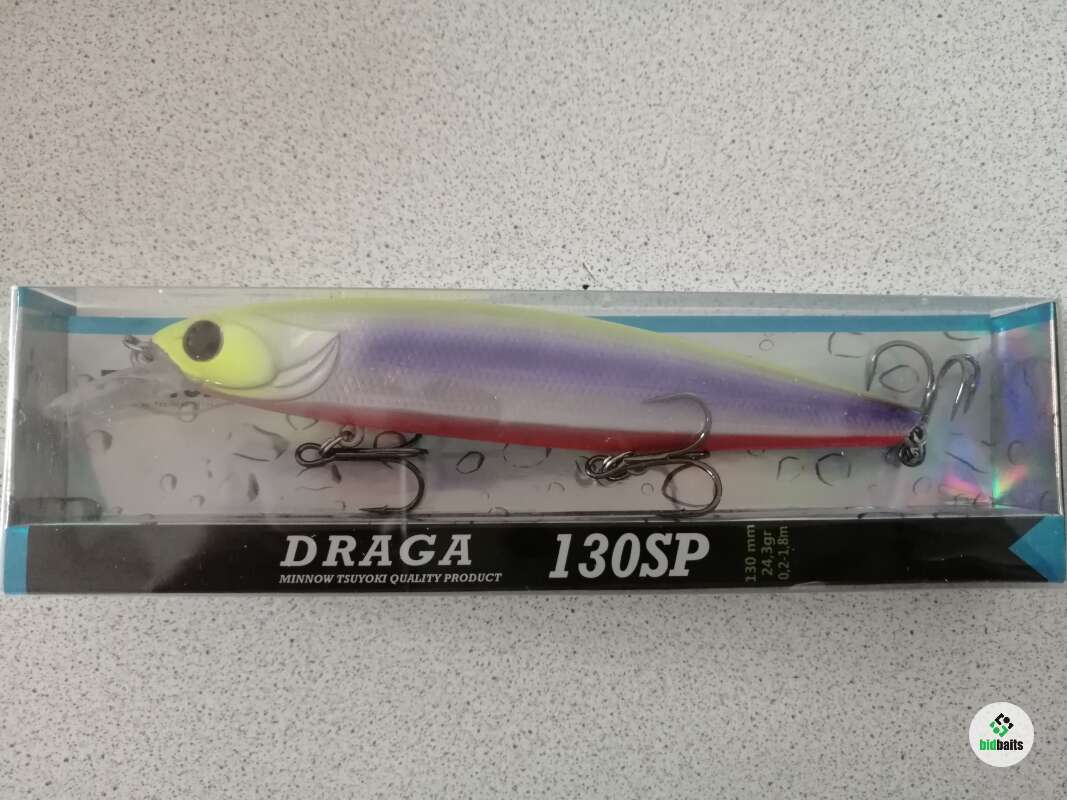 DRAGA
MINNOW TSUYOKI QUALITY PRODUCT
130SP
130 mm
24,3gr
0,2-1,8m
bidbaits